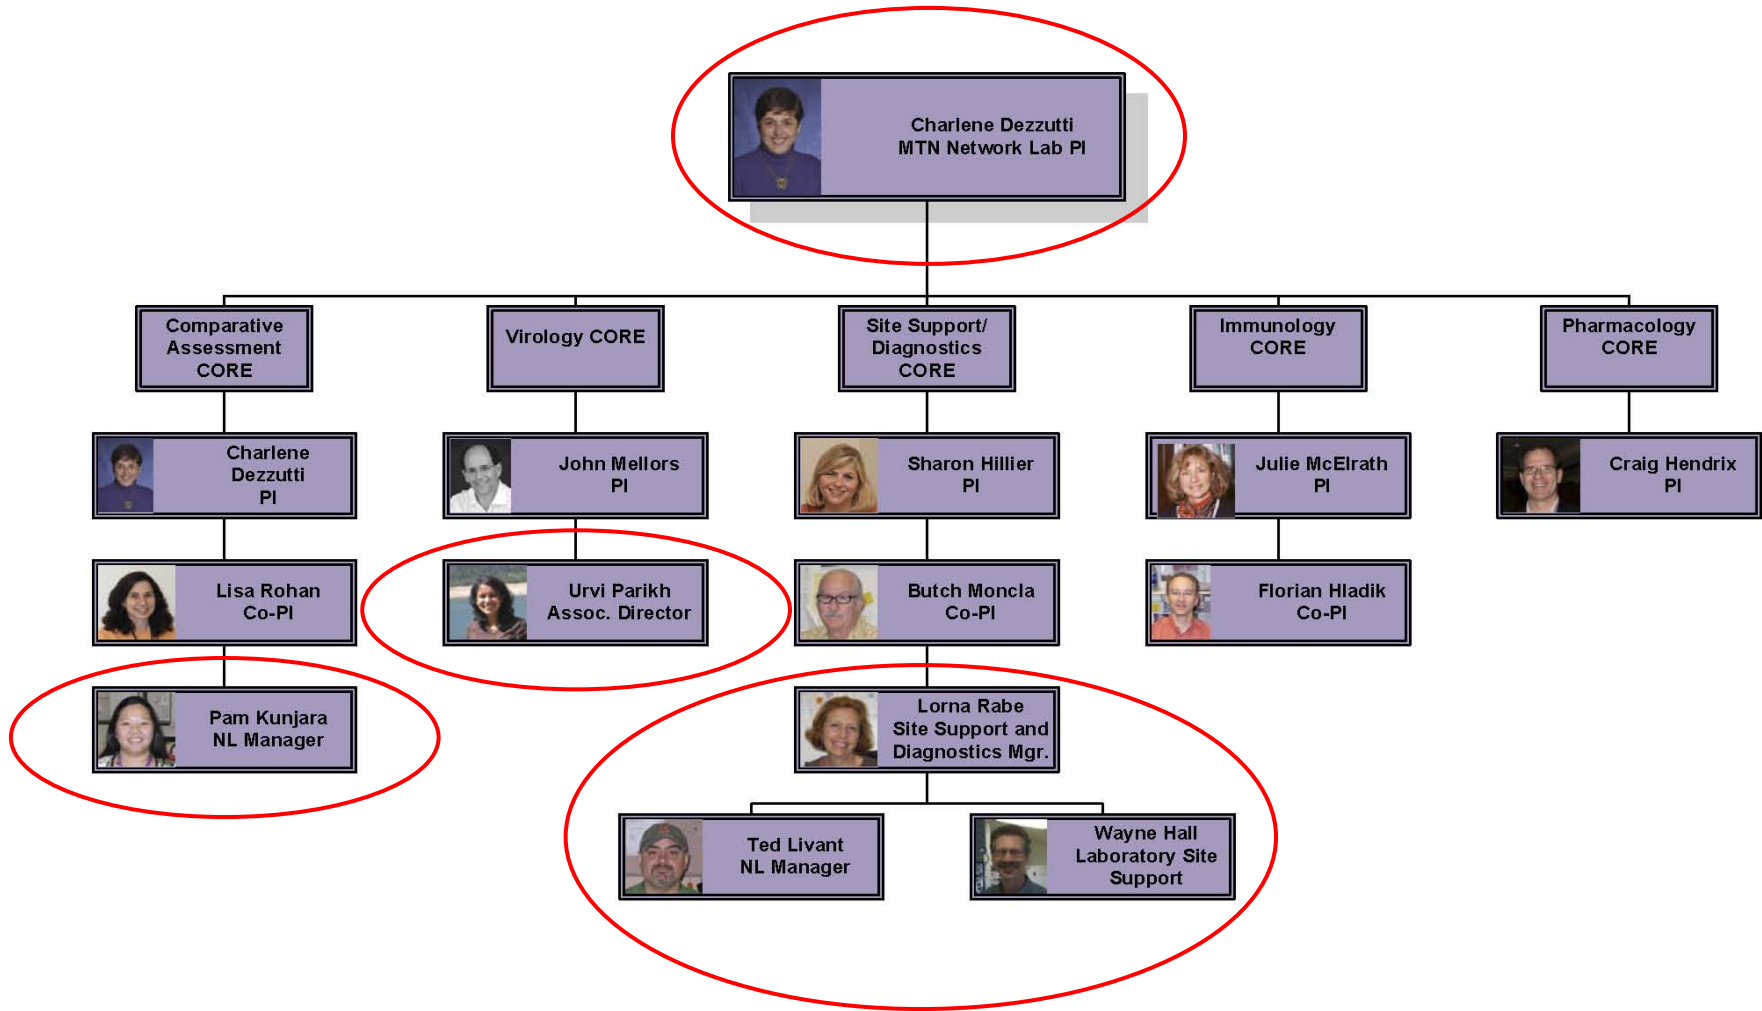 Charlene Dezzutti
MTN Network Lab PI
Comparative
Assessment
CORE
Virology CORE
Site Support/
Diagnostics
CORE
Immunology
CORE
Pharmacology
CORE
Charlene
Dezzutti
PI
John Mellors
PI
Sharon Hillier
PI
Julie McElrath
PI
Craig Hendrix
PI
Lisa Rohan
Co-PI
Urvi Parikh
Assoc. Director
Butch Moncla
Co-PI
Florian Hladik
Co-PI
Pam Kunjara
NL Manager
Lorna Rabe
Site Support and
Diagnostics Mgr.
Ted Livant
NL Manager
Wayne Hall
Laboratory Site
Support